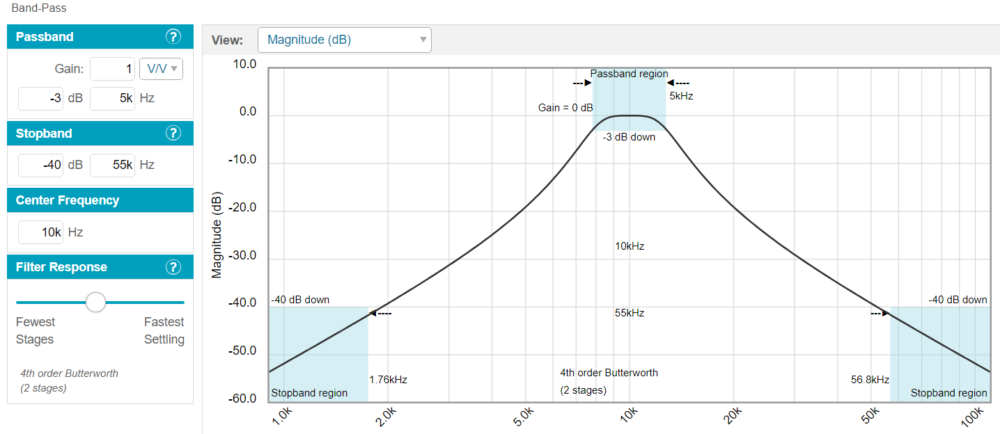 Band-Pass
Passband ?
Gain: 1 V/V
-3 dB 5k Hz
Stopband ?
-40 dB 55k Hz
Center Frequency
10k Hz
Filter Response ?
Fewest Stages
Fastest Settling
4th order Butterworth
(2 stages)
View: Magnitude (dB)
Magnitude (dB)
10.0
0.0
-10.0
-20.0
-30.0
-40.0
-50.0
-60.0
Passband region
5kHz
Gain = 0 dB
-3 dB down
10kHz
-40 dB down
-40 dB down
55kHz
4th order Butterworth
(2 stages)
1.76kHz
56.8kHz
Stopband region
Stopband region
1.0k
2.0k
5.0k
10k
20k
50k
100k